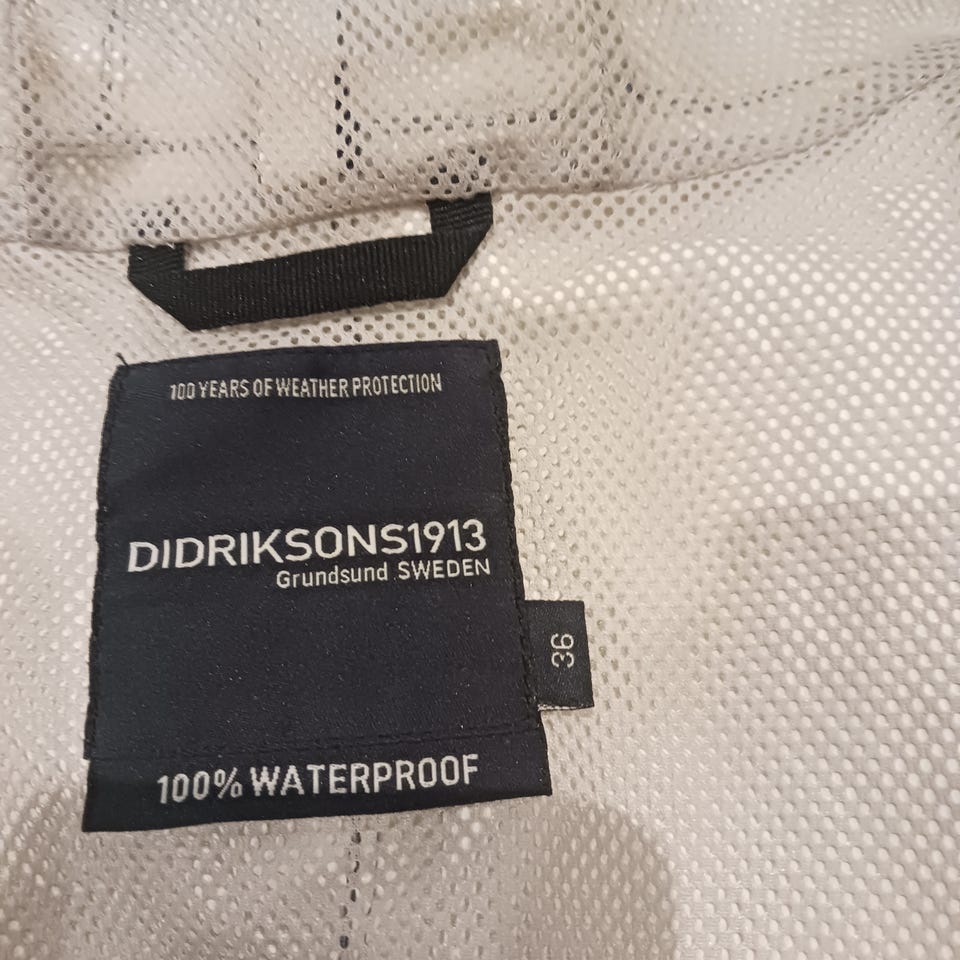 100 YEARS OF WEATHER PROTECTION
DIDRIKSONS1913
Grundsund SWEDEN
36
100% WATERPROOF